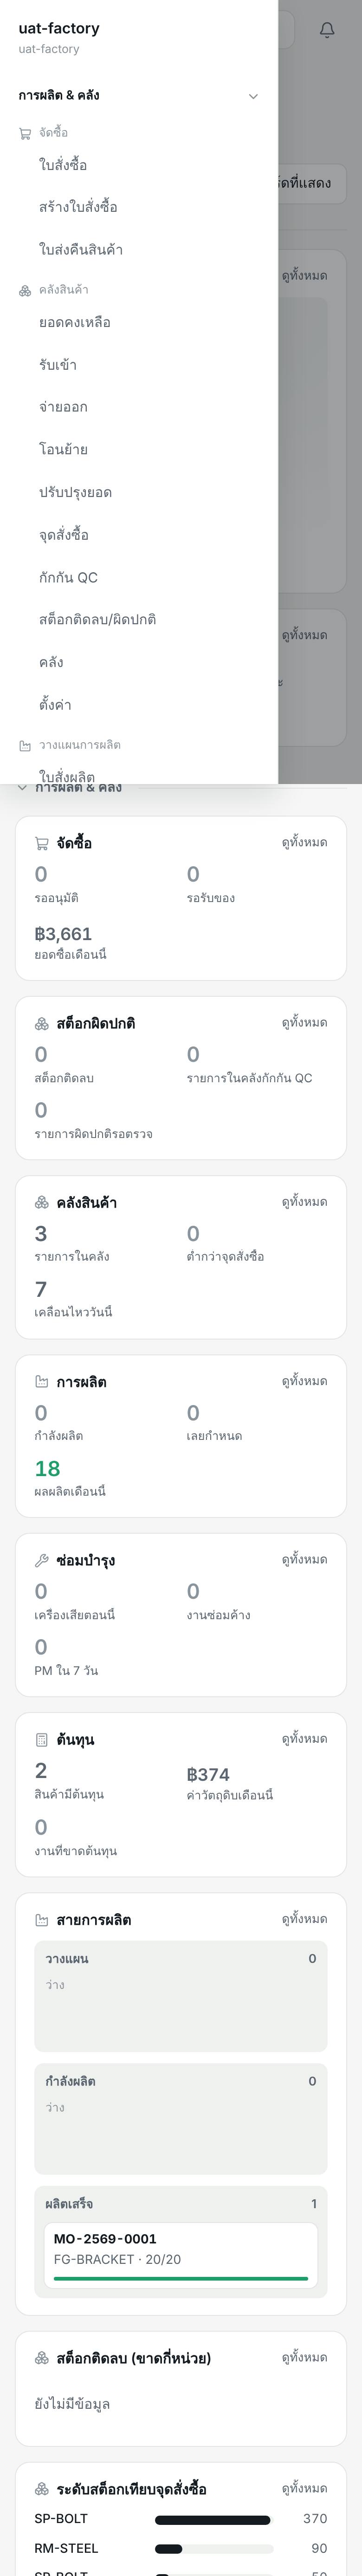 uat-factory
uat-factory
การผลิต & คลัง
จัดซื้อ
ใบสั่งซื้อ
สร้างใบสั่งซื้อ
ใบส่งคืนสินค้า
คลังสินค้า
ยอดคงเหลือ
รับเข้า
จ่ายออก
โอนย้าย
ปรับปรุงยอด
จุดสั่งซื้อ
กักกัน QC
สต็อกติดลบ/ผิดปกติ
คลัง
ตั้งค่า
วางแผนการผลิต
ใบสั่งผลิต
ที่แสดง
ดูทั้งหมด
ดูทั้งหมด
การผลิต & คลัง
จัดซื้อ ดูทั้งหมด
0 0
รออนุมัติ รอรับของ
฿3,661
ยอดซื้อเดือนนี้
สต็อกผิดปกติ ดูทั้งหมด
0 0
สต็อกติดลบ รายการในคลังกักกัน QC
0
รายการผิดปกติรอตรวจ
คลังสินค้า ดูทั้งหมด
3 0
รายการในคลัง ต่ำกว่าจุดสั่งซื้อ
7
เคลื่อนไหววันนี้
การผลิต ดูทั้งหมด
0 0
กำลังผลิต เลยกำหนด
18
ผลผลิตเดือนนี้
ซ่อมบำรุง ดูทั้งหมด
0 0
เครื่องเสียตอนนี้ งานซ่อมค้าง
0
PM ใน 7 วัน
ต้นทุน ดูทั้งหมด
2 ฿374
สินค้ามีต้นทุน ค่าวัตถุดิบเดือนนี้
0
งานที่ขาดต้นทุน
สายการผลิต ดูทั้งหมด
วางแผน 0
ว่าง
กำลังผลิต 0
ว่าง
ผลิตเสร็จ 1
MO-2569-0001
FG-BRACKET · 20/20
สต็อกติดลบ (ขาดกี่หน่วย) ดูทั้งหมด
ยังไม่มีข้อมูล
ระดับสต็อกเทียบจุดสั่งซื้อ ดูทั้งหมด
SP-BOLT 370
RM-STEEL 90
SP-BOLT 50